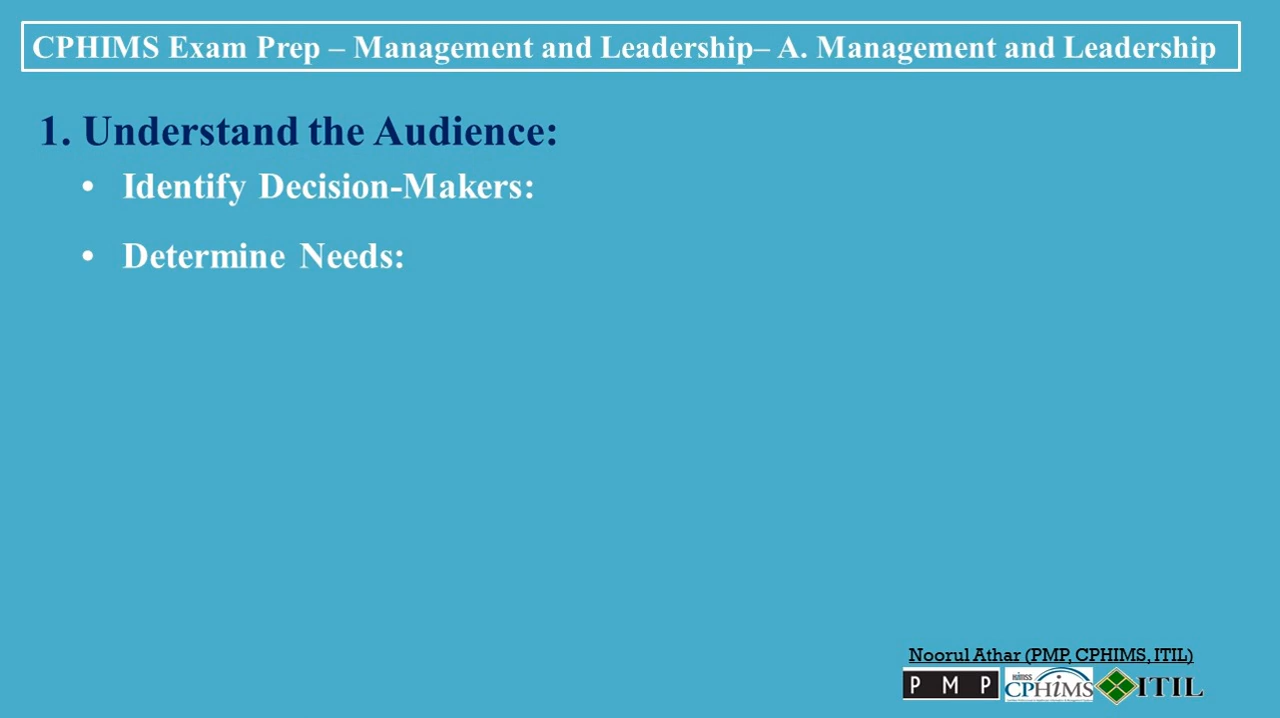 CPHIMS Exam Prep – Management and Leadership– A. Management and Leadership
1. Understand the Audience:
• Identify Decision-Makers:
• Determine Needs:
Noorul Athar (PMP, CPHIMS, ITIL)
PMP
himss
CPHIMS
ITIL